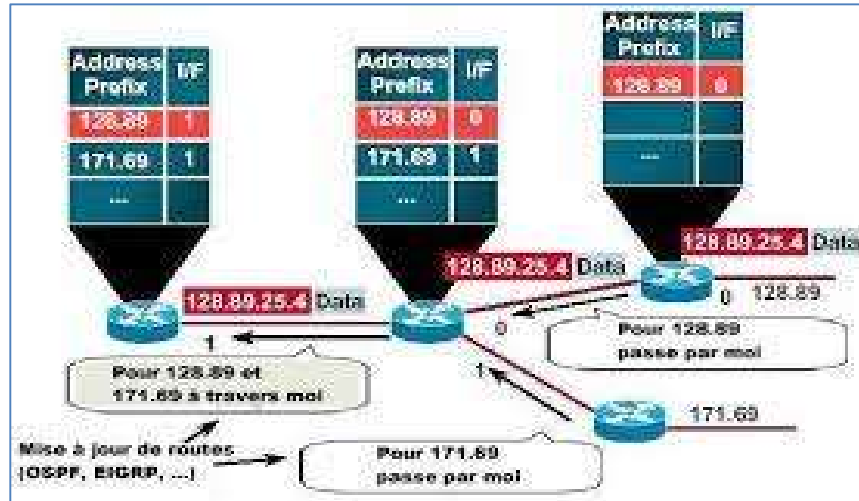 Address Prefix I/F
128.89 1
171.69 1
...
Address Prefix I/F
128.89 0
171.69 1
...
Address Prefix I/F
128.89 0
...
128.89.25.4 Data
128.89.25.4 Data
128.89.25.4 Data
1
0
1
0
128.89
171.69
Pour 128.89 et
171.69 à travers moi
Pour 128.89
passe par moi
Pour 171.69
passe par moi
Mise à jour de routes
(OSPF, EIGRP, ...)